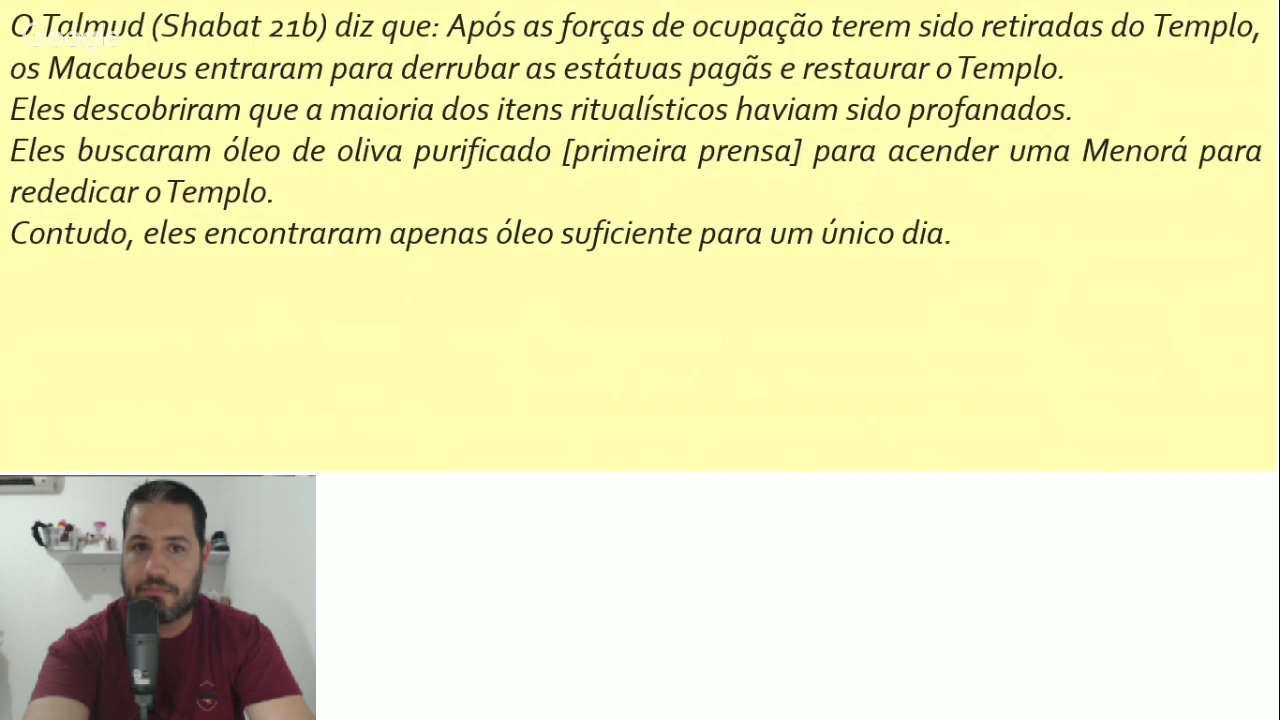 Google
O Talmud (Shabat 21b) diz que: Após as forças de ocupação terem sido retiradas do Templo,
os Macabeus entraram para derrubar as estátuas pagãs e restaurar o Templo.
Eles descobriram que a maioria dos itens ritualísticos haviam sido profanados.
Eles buscaram óleo de oliva purificado [primeira prensa] para acender uma Menorá para
rededicar o Templo.
Contudo, eles encontraram apenas óleo suficiente para um único dia.